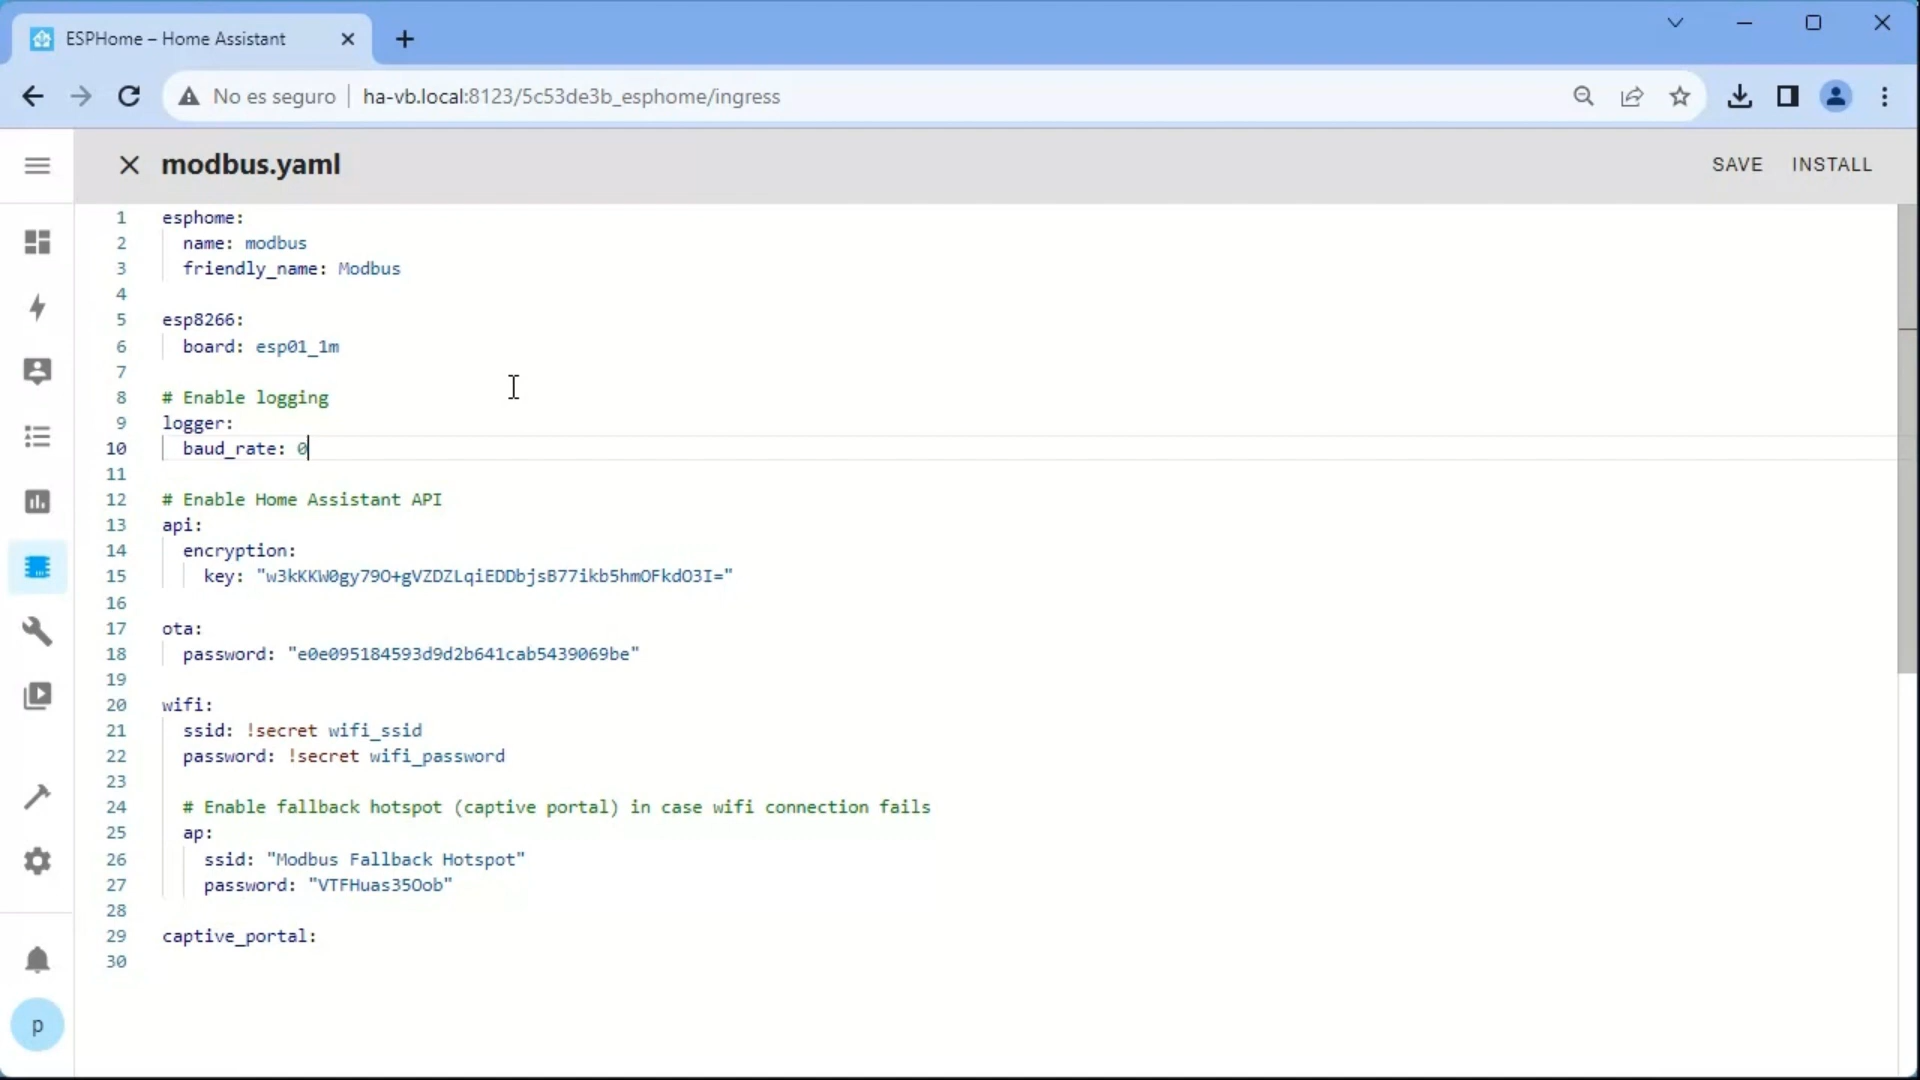 ESPHome – Home Assistant
No es seguro
ha-vb.local:8123/5c53de3b_esphome/ingress
modbus.yaml
SAVE INSTALL
1 esphome:
2 name: modbus
3 friendly_name: Modbus
4
5 esp8266:
6 board: esp01_1m
7
8 # Enable logging
9 logger:
10 baud_rate: 0
11
12 # Enable Home Assistant API
13 api:
14 encryption:
15 key: "w3kKKW0gy79O+gVZDZLqiEDDbjsB77ikb5hmOFkdO3I="
16
17 ota:
18 password: "e0e095184593d9d2b641cab5439069be"
19
20 wifi:
21 ssid: !secret wifi_ssid
22 password: !secret wifi_password
23
24 # Enable fallback hotspot (captive portal) in case wifi connection fails
25 ap:
26 ssid: "Modbus Fallback Hotspot"
27 password: "VTFHuas35Oob"
28
29 captive_portal:
30
p